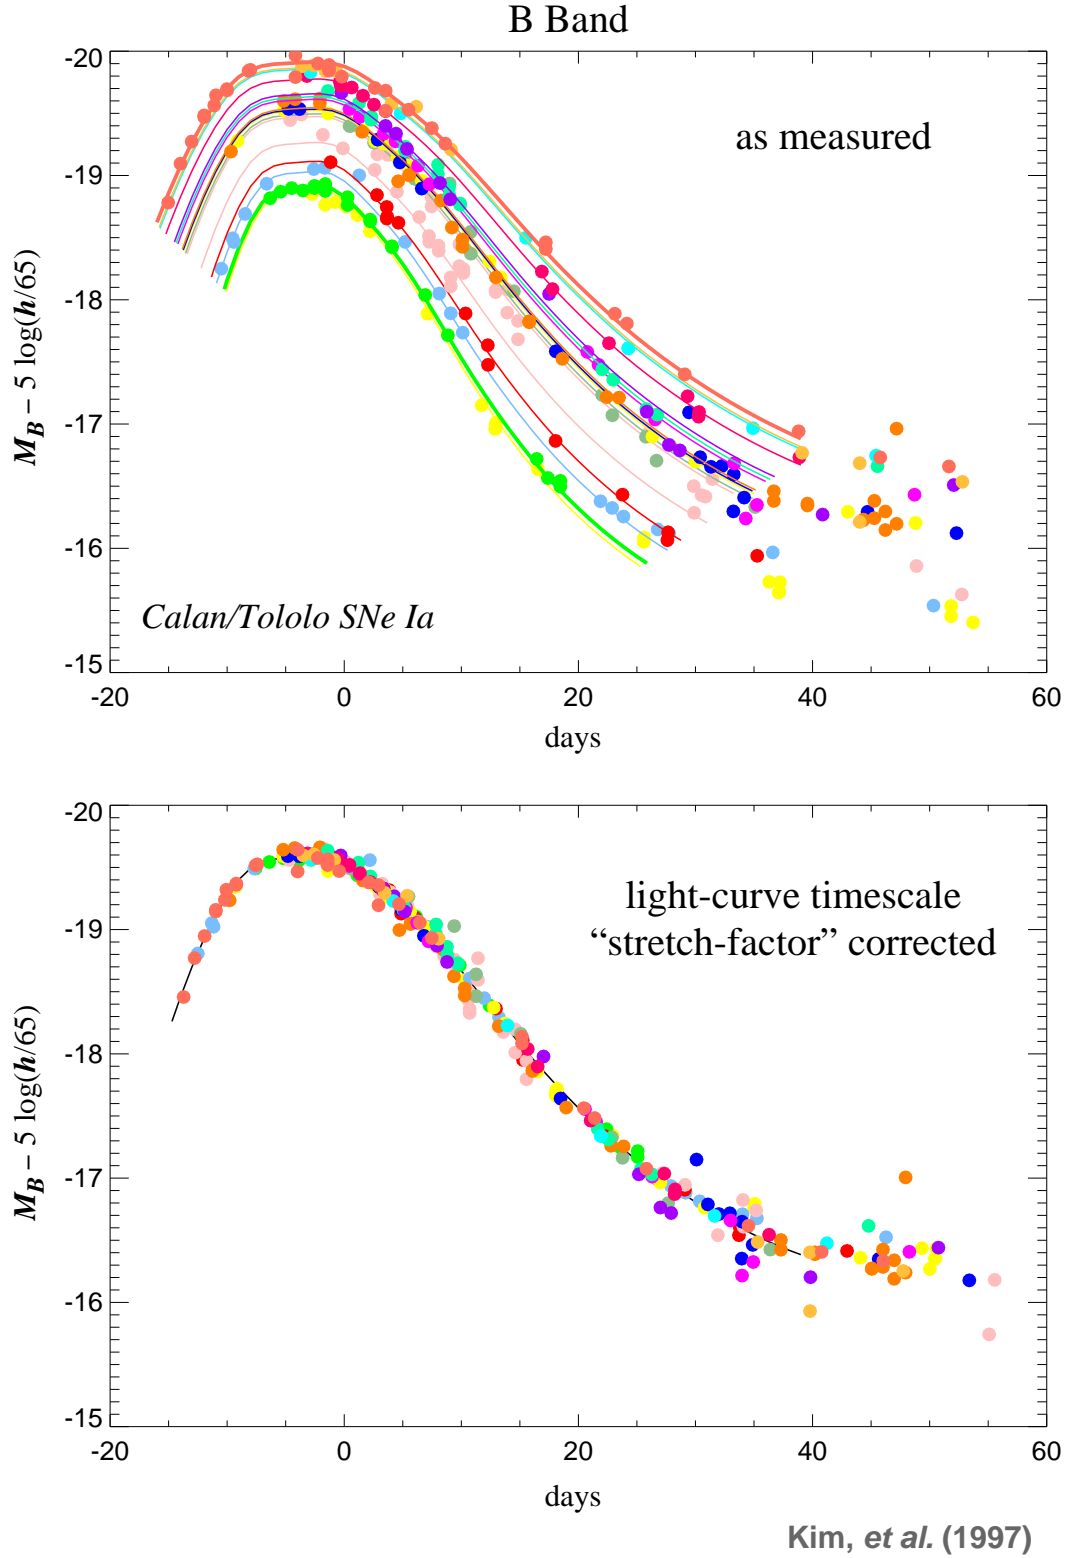 B Band
-20
-19
-18
-17
-16
-15
M_B – 5 log(h/65)
as measured
Calan/Tololo SNe Ia
-20 0 20 40 60
days
-20
-19
-18
-17
-16
-15
M_B – 5 log(h/65)
light-curve timescale
“stretch-factor” corrected
-20 0 20 40 60
days
Kim, et al. (1997)